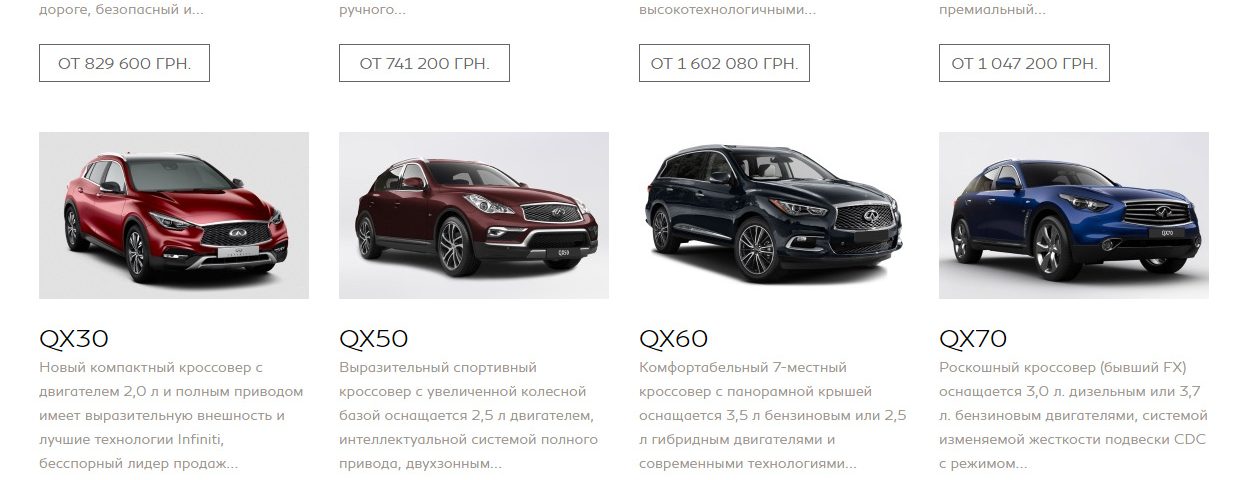 дороге, безопасный и...
ручного...
высокотехнологичными...
премиальный...
ОТ 829 600 ГРН.
ОТ 741 200 ГРН.
ОТ 1 602 080 ГРН.
ОТ 1 047 200 ГРН.
QX50
QX70
QX30
Новый компактный кроссовер с
двигателем 2,0 л и полным приводом
имеет выразительную внешность и
лучшие технологии Infiniti,
бесспорный лидер продаж...
QX50
Выразительный спортивный
кроссовер с увеличенной колесной
базой оснащается 2,5 л двигателем,
интеллектуальной системой полного
привода, двухзонным...
QX60
Комфортабельный 7-местный
кроссовер с панорамной крышей
оснащается 3,5 л бензиновым или 2,5
л гибридным двигателями и
современными технологиями...
QX70
Роскошный кроссовер (бывший FX)
оснащается 3,0 л. дизельным или 3,7
л. бензиновым двигателями, системой
изменяемой жесткости подвески CDC
с режимом...